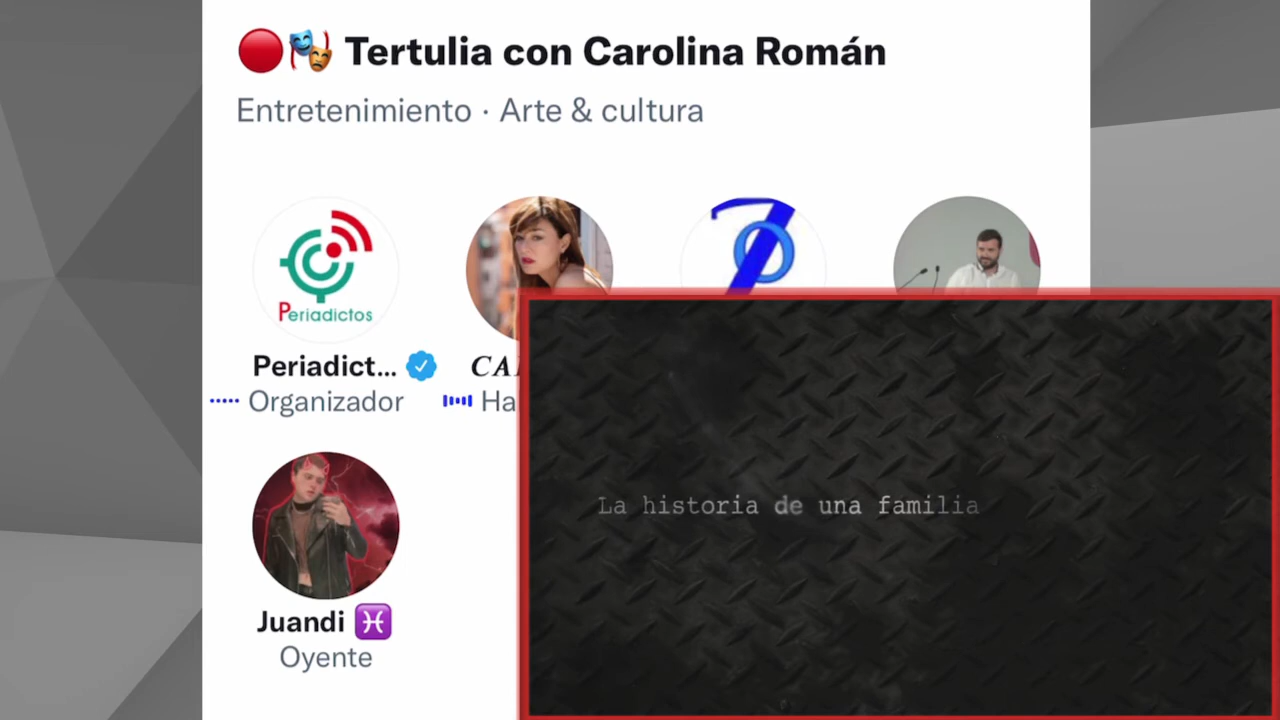 🔴🎭 Tertulia con Carolina Román
Entretenimiento · Arte & cultura
Periadictos
Periadict...
Organizador
Juandi ♓
Oyente
La historia de una familia